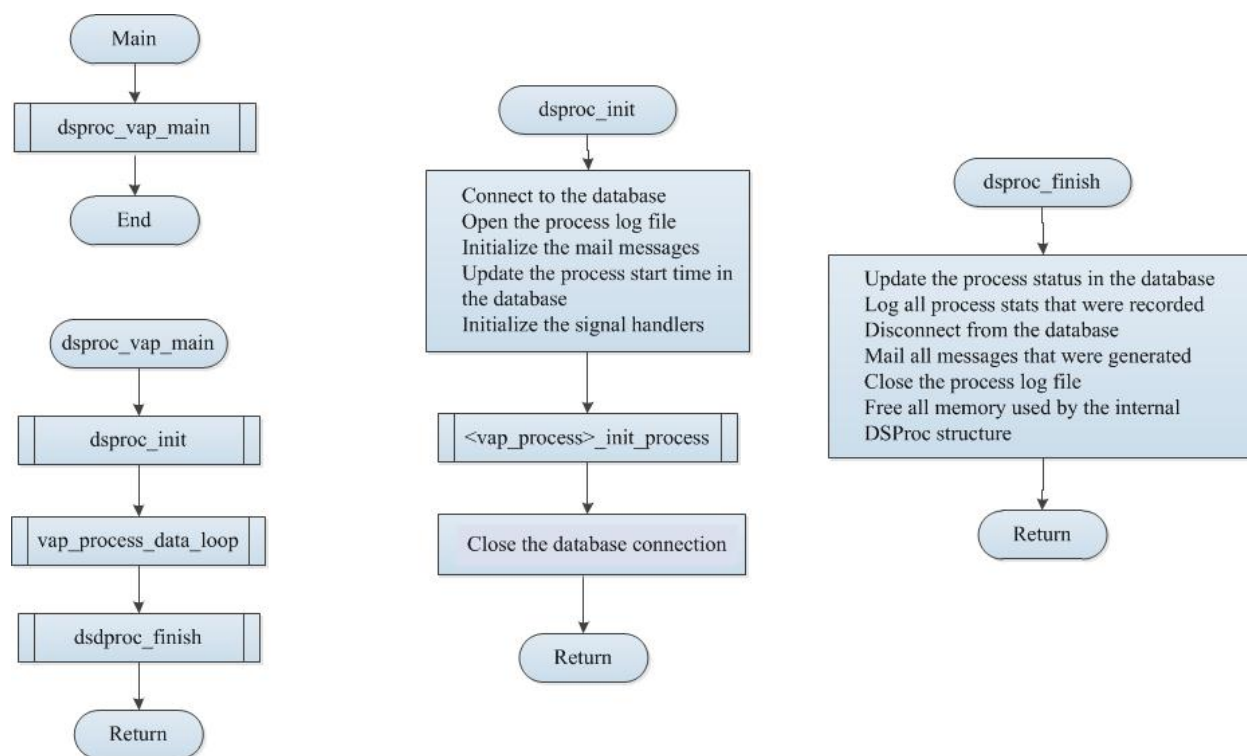 Main
dsproc_vap_main
End
dsproc_vap_main
dsproc_init
vap_process_data_loop
dsdproc_finish
Return
dsproc_init
Connect to the database
Open the process log file
Initialize the mail messages
Update the process start time in
the database
Initialize the signal handlers
<vap_process>_init_process
Close the database connection
Return
dsproc_finish
Update the process status in the database
Log all process stats that were recorded
Disconnect from the database
Mail all messages that were generated
Close the process log file
Free all memory used by the internal
DSProc structure
Return